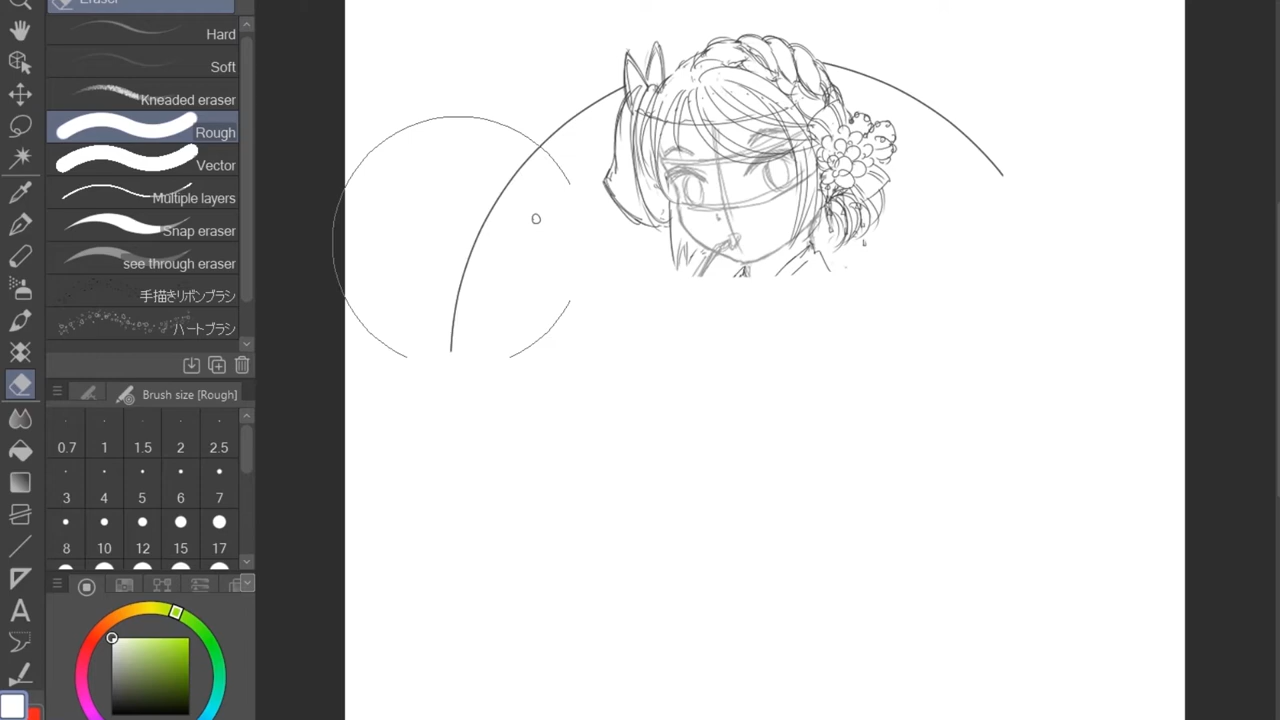 Eraser
Hard
Soft
Kneaded eraser
Rough
Vector
Multiple layers
Snap eraser
see through eraser
手描きリボンブラシ
ハートブラシ
Brush size [Rough]
0.7 1 1.5 2 2.5
3 4 5 6 7
8 10 12 15 17